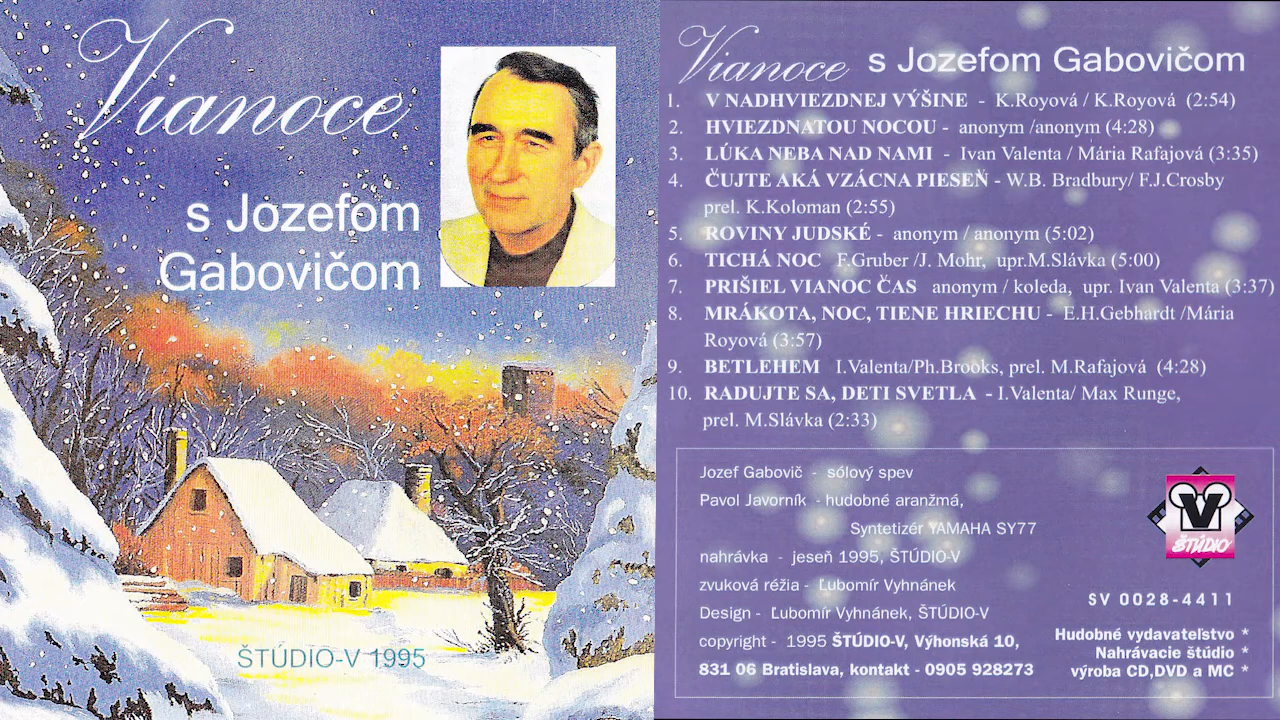 Vianoce
s Jozefom
Gabovičom
ŠTÚDIO-V 1995
Vianoce s Jozefom Gabovičom
1. V NADHVIEZDNEJ VÝŠINE - K.Royová / K.Royová (2:54)
2. HVIEZDNATOU NOCOU - anonym /anonym (4:28)
3. LÚKA NEBA NAD NAMI - Ivan Valenta / Mária Rafajová (3:35)
4. ČUJTE AKÁ VZÁCNA PIESEŇ - W.B. Bradbury/ F.J.Crosby
prel. K.Koloman (2:55)
5. ROVINY JUDSKÉ - anonym / anonym (5:02)
6. TICHÁ NOC F.Gruber /J. Mohr, upr.M.Slávka (5:00)
7. PRIŠIEL VIANOC ČAS anonym / koleda, upr. Ivan Valenta (3:37)
8. MRÁKOTA, NOC, TIENE HRIECHU - E.H.Gebhardt /Mária
Royová (3:57)
9. BETLEHEM I.Valenta/Ph.Brooks, prel. M.Rafajová (4:28)
10. RADUJTE SA, DETI SVETLA - I.Valenta/ Max Runge,
prel. M.Slávka (2:33)
Jozef Gabovič - sólový spev
Pavol Javorník - hudobné aranžmá,
Syntetizér YAMAHA SY77
nahrávka - jeseň 1995, ŠTÚDIO-V
zvuková réžia - Ľubomír Vyhnánek
Design - Ľubomír Vyhnánek, ŠTÚDIO-V
copyright - 1995 ŠTÚDIO-V, Výhonská 10,
831 06 Bratislava, kontakt - 0905 928273
V
ŠTÚDIO
SV 0028-4411
Hudobné vydavateľstvo *
Nahrávacie štúdio *
výroba CD,DVD a MC *